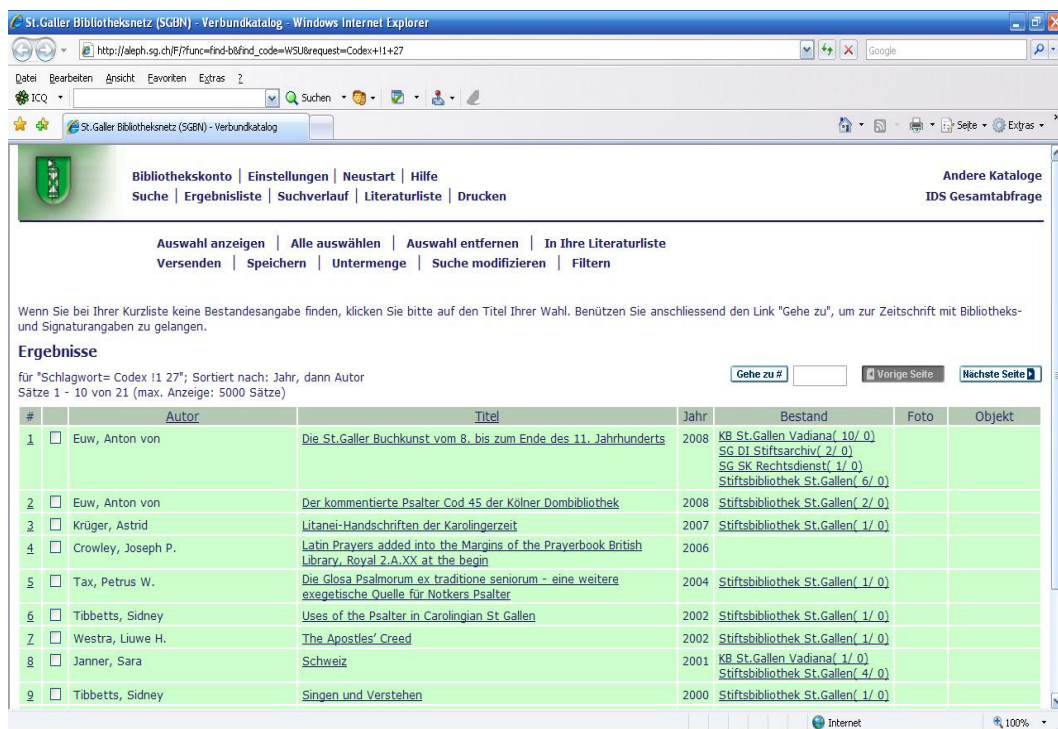 St.Galler Bibliotheksnetz (SGBN) - Verbundkatalog - Windows Internet Explorer
http://aleph.sg.ch/F/?func=find-b&find_code=WSU&request=Codex+!1+27
Google
Datei Bearbeiten Ansicht Favoriten Extras ?
ICQ Suchen
St.Galler Bibliotheksnetz (SGBN) - Verbundkatalog
Seite Extras
Bibliothekskonto | Einstellungen | Neustart | Hilfe
Andere Kataloge
Suche | Ergebnisliste | Suchverlauf | Literaturliste | Drucken
IDS Gesamtabfrage
Auswahl anzeigen | Alle auswählen | Auswahl entfernen | In Ihre Literaturliste
Versenden | Speichern | Untermenge | Suche modifizieren | Filtern
Wenn Sie bei Ihrer Kurzliste keine Bestandesangabe finden, klicken Sie bitte auf den Titel Ihrer Wahl. Benützen Sie anschliessend den Link "Gehe zu", um zur Zeitschrift mit Bibliotheks-
und Signaturangaben zu gelangen.
Ergebnisse
für "Schlagwort= Codex !1 27"; Sortiert nach: Jahr, dann Autor
Gehe zu # Vorige Seite Nächste Seite
Sätze 1 - 10 von 21 (max. Anzeige: 5000 Sätze)
# Autor Titel Jahr Bestand Foto Objekt
1 Euw, Anton von Die St.Galler Buchkunst vom 8. bis zum Ende des 11. Jahrhunderts 2008 KB St.Gallen Vadiana( 10/ 0)
SG DI Stiftsarchiv( 2/ 0)
SG SK Rechtsdienst( 1/ 0)
Stiftsbibliothek St.Gallen( 6/ 0)
2 Euw, Anton von Der kommentierte Psalter Cod 45 der Kölner Dombibliothek 2008 Stiftsbibliothek St.Gallen( 2/ 0)
3 Krüger, Astrid Litanei-Handschriften der Karolingerzeit 2007 Stiftsbibliothek St.Gallen( 1/ 0)
4 Crowley, Joseph P. Latin Prayers added into the Margins of the Prayerbook British 2006
Library, Royal 2.A.XX at the begin
5 Tax, Petrus W. Die Glosa Psalmorum ex traditione seniorum - eine weitere 2004 Stiftsbibliothek St.Gallen( 1/ 0)
exegetische Quelle für Notkers Psalter
6 Tibbetts, Sidney Uses of the Psalter in Carolingian St Gallen 2002 Stiftsbibliothek St.Gallen( 1/ 0)
7 Westra, Liuwe H. The Apostles' Creed 2002 Stiftsbibliothek St.Gallen( 1/ 0)
8 Janner, Sara Schweiz 2001 KB St.Gallen Vadiana( 1/ 0)
Stiftsbibliothek St.Gallen( 4/ 0)
9 Tibbetts, Sidney Singen und Verstehen 2000 Stiftsbibliothek St.Gallen( 1/ 0)
Internet 100%